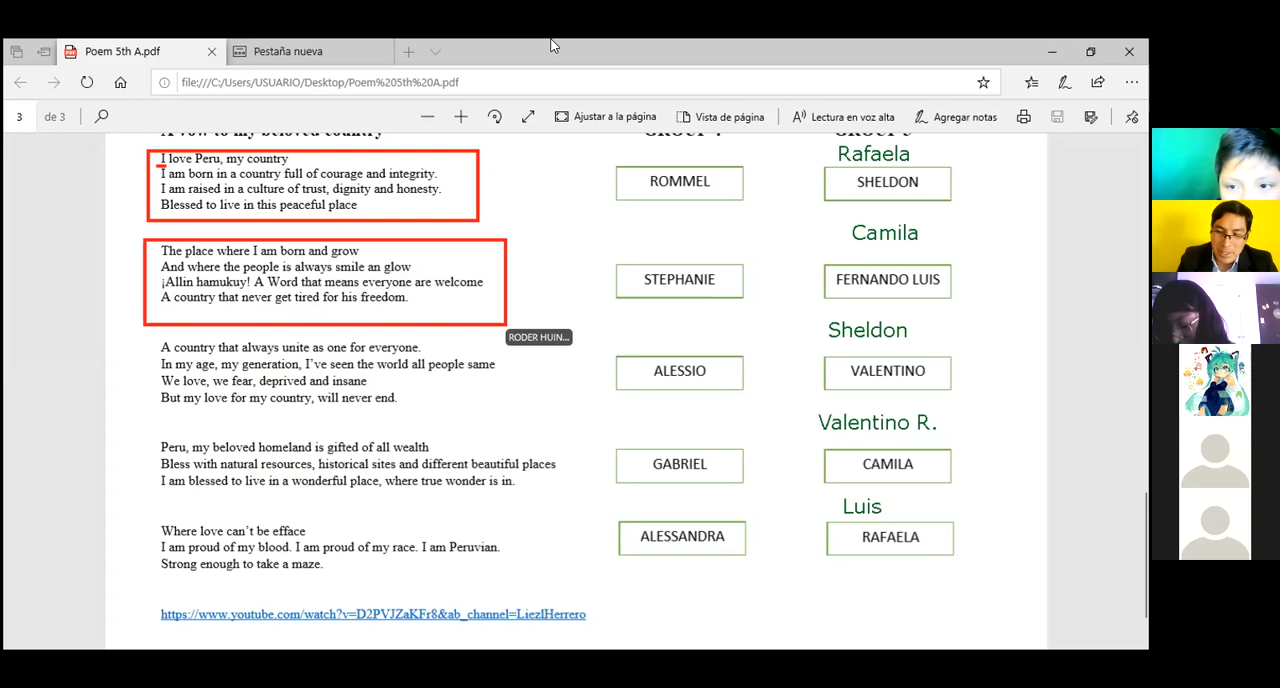 Poem 5th A.pdf
Pestaña nueva
file:///C:/Users/USUARIO/Desktop/Poem%205th%20A.pdf
3 de 3
Ajustar a la página
Vista de página
Lectura en voz alta
Agregar notas
A vow to my beloved country
I love Peru, my country
I am born in a country full of courage and integrity.
I am raised in a culture of trust, dignity and honesty.
Blessed to live in this peaceful place
The place where I am born and grow
And where the people is always smile an glow
¡Allin hamukuy! A Word that means everyone are welcome
A country that never get tired for his freedom.
RODER HUIN...
A country that always unite as one for everyone.
In my age, my generation, I've seen the world all people same
We love, we fear, deprived and insane
But my love for my country, will never end.
Peru, my beloved homeland is gifted of all wealth
Bless with natural resources, historical sites and different beautiful places
I am blessed to live in a wonderful place, where true wonder is in.
Where love can't be efface
I am proud of my blood. I am proud of my race. I am Peruvian.
Strong enough to take a maze.
https://www.youtube.com/watch?v=D2PVJZaKFr8&ab_channel=LiezlHerrero
ROMMEL
STEPHANIE
ALESSIO
GABRIEL
ALESSANDRA
Rafaela
SHELDON
Camila
FERNANDO LUIS
Sheldon
VALENTINO
Valentino R.
CAMILA
Luis
RAFAELA